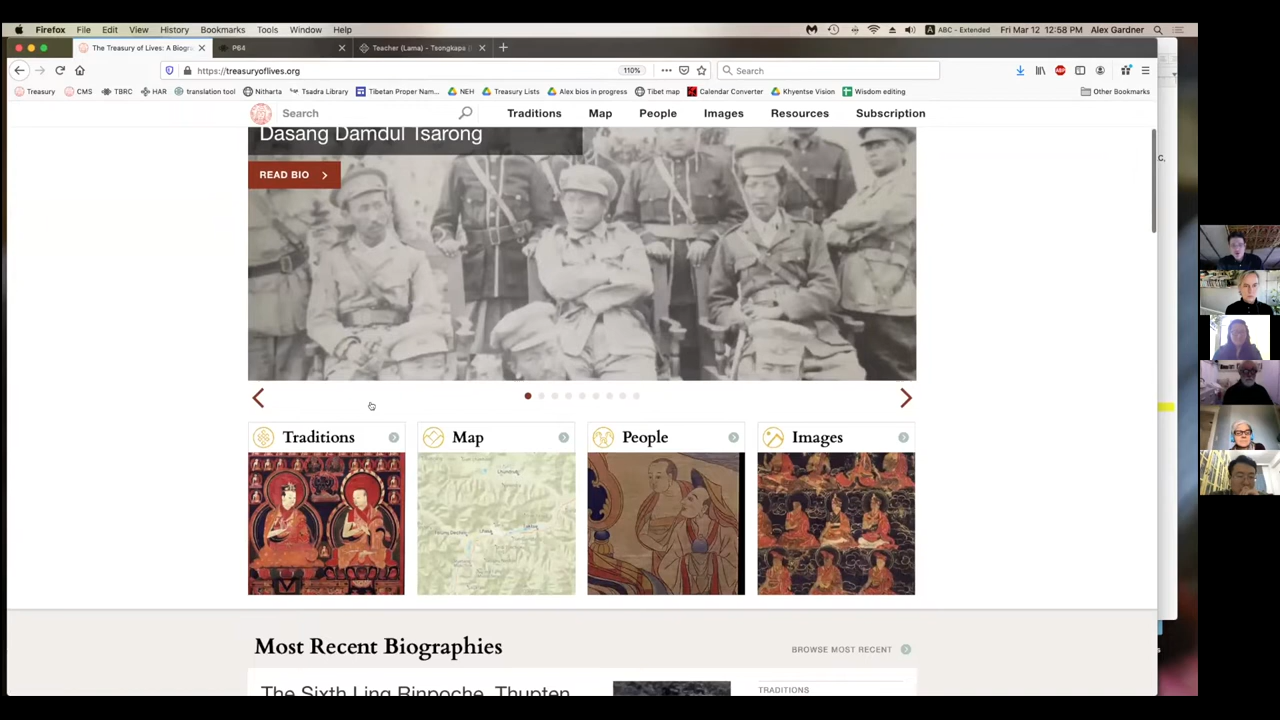 Firefox File Edit View History Bookmarks Tools Window Help ABC - Extended Fri Mar 12 12:58 PM Alex Gardner
The Treasury of Lives: A Biogra P64 Teacher (Lama) - Tsongkapa
https://treasuryoflives.org 110% Search
Treasury CMS TBRC HAR translation tool Nitharta Tsadra Library Tibetan Proper Nam... NEH Treasury Lists Alex bios in progress Tibet map Calendar Converter Khyentse Vision Wisdom editing Other Bookmarks
Search Traditions Map People Images Resources Subscription
Dasang Damdul Tsarong
READ BIO
Traditions Map People Images
Most Recent Biographies BROWSE MOST RECENT
The Sixth Ling Rinpoche, Thupten
TRADITIONS